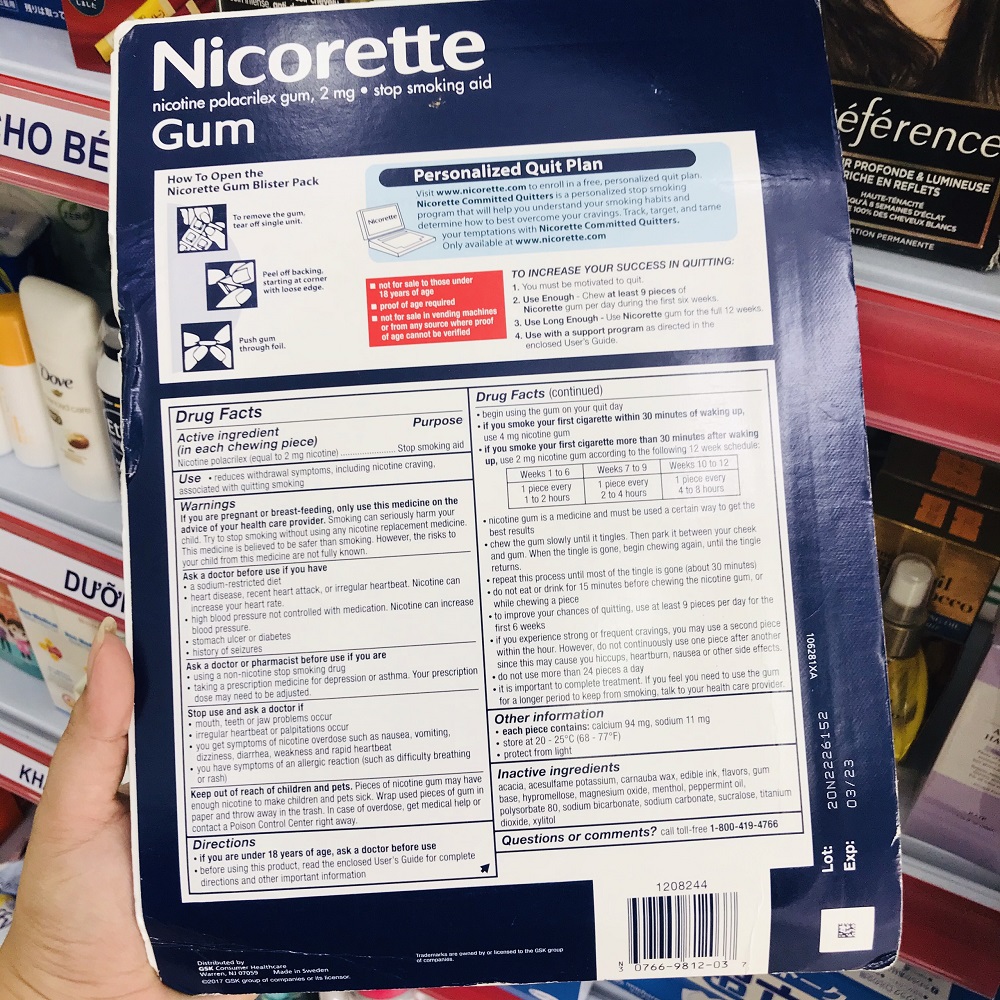 Nicorette
nicotine polacrilex gum, 2 mg • stop smoking aid
Gum
How To Open the
Nicorette Gum Blister Pack
To remove the gum,
tear off single unit.
Peel off backing,
starting at corner
with loose edge.
Push gum
through foil.
Personalized Quit Plan
Visit www.nicorette.com to enroll in a free, personalized quit plan.
Nicorette Committed Quitters is a personalized stop smoking
program that will help you understand your smoking habits and
determine how to best overcome your cravings. Track, target, and tame
your temptations with Nicorette Committed Quitters.
Only available at www.nicorette.com
Nicorette
■ not for sale to those under
18 years of age
■ proof of age required
■ not for sale in vending machines
or from any source where proof
of age cannot be verified
TO INCREASE YOUR SUCCESS IN QUITTING:
1. You must be motivated to quit.
2. Use Enough - Chew at least 9 pieces of
Nicorette gum per day during the first six weeks.
3. Use Long Enough - Use Nicorette gum for the full 12 weeks.
4. Use with a support program as directed in the
enclosed User's Guide.
Drug Facts
Active ingredient
(in each chewing piece)
Purpose
Nicotine polacrilex (equal to 2 mg nicotine) .................... Stop smoking aid
Use • reduces withdrawal symptoms, including nicotine craving,
associated with quitting smoking
Warnings
If you are pregnant or breast-feeding, only use this medicine on the
advice of your health care provider. Smoking can seriously harm your
child. Try to stop smoking without using any nicotine replacement medicine.
This medicine is believed to be safer than smoking. However, the risks to
your child from this medicine are not fully known.
Ask a doctor before use if you have
• a sodium-restricted diet
• heart disease, recent heart attack, or irregular heartbeat. Nicotine can
increase your heart rate.
• high blood pressure not controlled with medication. Nicotine can increase
blood pressure.
• stomach ulcer or diabetes
• history of seizures
Ask a doctor or pharmacist before use if you are
• using a non-nicotine stop smoking drug
• taking a prescription medicine for depression or asthma. Your prescription
dose may need to be adjusted.
Stop use and ask a doctor if
• mouth, teeth or jaw problems occur
• irregular heartbeat or palpitations occur
• you get symptoms of nicotine overdose such as nausea, vomiting,
dizziness, diarrhea, weakness and rapid heartbeat
• you have symptoms of an allergic reaction (such as difficulty breathing
or rash)
Keep out of reach of children and pets. Pieces of nicotine gum may have
enough nicotine to make children and pets sick. Wrap used pieces of gum in
paper and throw away in the trash. In case of overdose, get medical help or
contact a Poison Control Center right away.
Directions
• if you are under 18 years of age, ask a doctor before use
• before using this product, read the enclosed User's Guide for complete
directions and other important information
Drug Facts (continued)
• begin using the gum on your quit day
• if you smoke your first cigarette within 30 minutes of waking up,
use 4 mg nicotine gum
• if you smoke your first cigarette more than 30 minutes after waking
up, use 2 mg nicotine gum according to the following 12 week schedule:
Weeks 1 to 6 Weeks 7 to 9 Weeks 10 to 12
1 piece every 1 piece every 1 piece every
1 to 2 hours 2 to 4 hours 4 to 8 hours
• nicotine gum is a medicine and must be used a certain way to get the
best results
• chew the gum slowly until it tingles. Then park it between your cheek
and gum. When the tingle is gone, begin chewing again, until the tingle
returns.
• repeat this process until most of the tingle is gone (about 30 minutes)
• do not eat or drink for 15 minutes before chewing the nicotine gum, or
while chewing a piece
• to improve your chances of quitting, use at least 9 pieces per day for the
first 6 weeks
• if you experience strong or frequent cravings, you may use a second piece
within the hour. However, do not continuously use one piece after another
since this may cause you hiccups, heartburn, nausea or other side effects.
• do not use more than 24 pieces a day
• it is important to complete treatment. If you feel you need to use the gum
for a longer period to keep from smoking, talk to your health care provider.
Other information
• each piece contains: calcium 94 mg, sodium 11 mg
• store at 20 - 25°C (68 - 77°F)
• protect from light
Inactive ingredients
acacia, acesulfame potassium, carnauba wax, edible ink, flavors, gum
base, hypromellose, magnesium oxide, menthol, peppermint oil,
polysorbate 80, sodium bicarbonate, sodium carbonate, sucralose, titanium
dioxide, xylitol
Questions or comments? call toll-free 1-800-419-4766
106281XA
Lot: 20N2226152
Exp: 03/23
1208244
N
3 0766-9812-03 7
Distributed by
GSK Consumer Healthcare
Warren, NJ 07059 Made in Sweden
©2017 GSK group of companies or its licensor.
Trademarks are owned by or licensed to the GSK group
of companies.
CHO BÉ
Dove
DƯỠ
KH
éférence
R PROFONDE & LUMINEUSE
RICHE EN REFLETS
HAUTE-TÉNACITÉ
QU'À 8 SEMAINES D'ÉCLAT
100% DES CHEVEUX BLANCS
ATION PERMANENTE